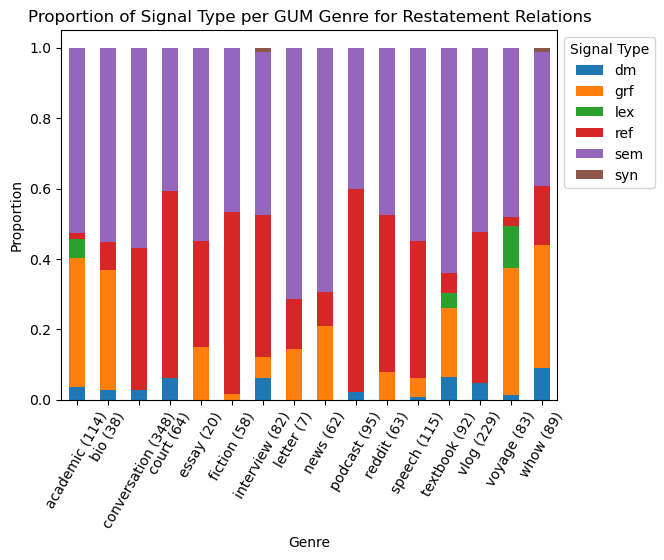 Proportion of Signal Type per GUM Genre for Restatement Relations
Signal Type
dm
grf
lex
ref
sem
syn
Proportion
1.0
0.8
0.6
0.4
0.2
0.0
academic (114)
bio (38)
conversation (348)
court (64)
essay (20)
fiction (58)
interview (82)
letter (7)
news (62)
podcast (95)
reddit (63)
speech (115)
textbook (92)
vlog (229)
voyage (83)
whow (89)
Genre